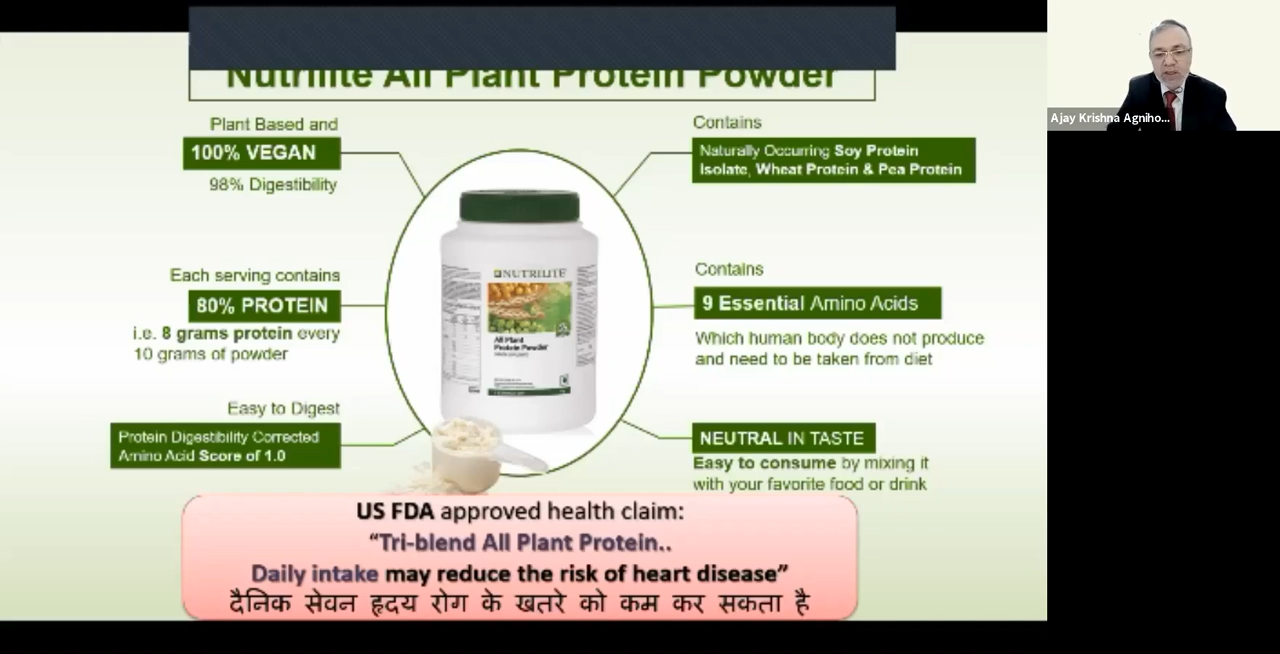 Nutrilite All Plant Protein Powder
Plant Based and
100% VEGAN
98% Digestibility
Each serving contains
80% PROTEIN
i.e. 8 grams protein every
10 grams of powder
Easy to Digest
Protein Digestibility Corrected
Amino Acid Score of 1.0
NUTRILITE
All Plant
Protein Powder
Contains
Naturally Occurring Soy Protein
Isolate, Wheat Protein & Pea Protein
Contains
9 Essential Amino Acids
Which human body does not produce
and need to be taken from diet
NEUTRAL IN TASTE
Easy to consume by mixing it
with your favorite food or drink
US FDA approved health claim:
“Tri-blend All Plant Protein..
Daily intake may reduce the risk of heart disease”
दैनिक सेवन हृदय रोग के खतरे को कम कर सकता है
Ajay Krishna Agniho...